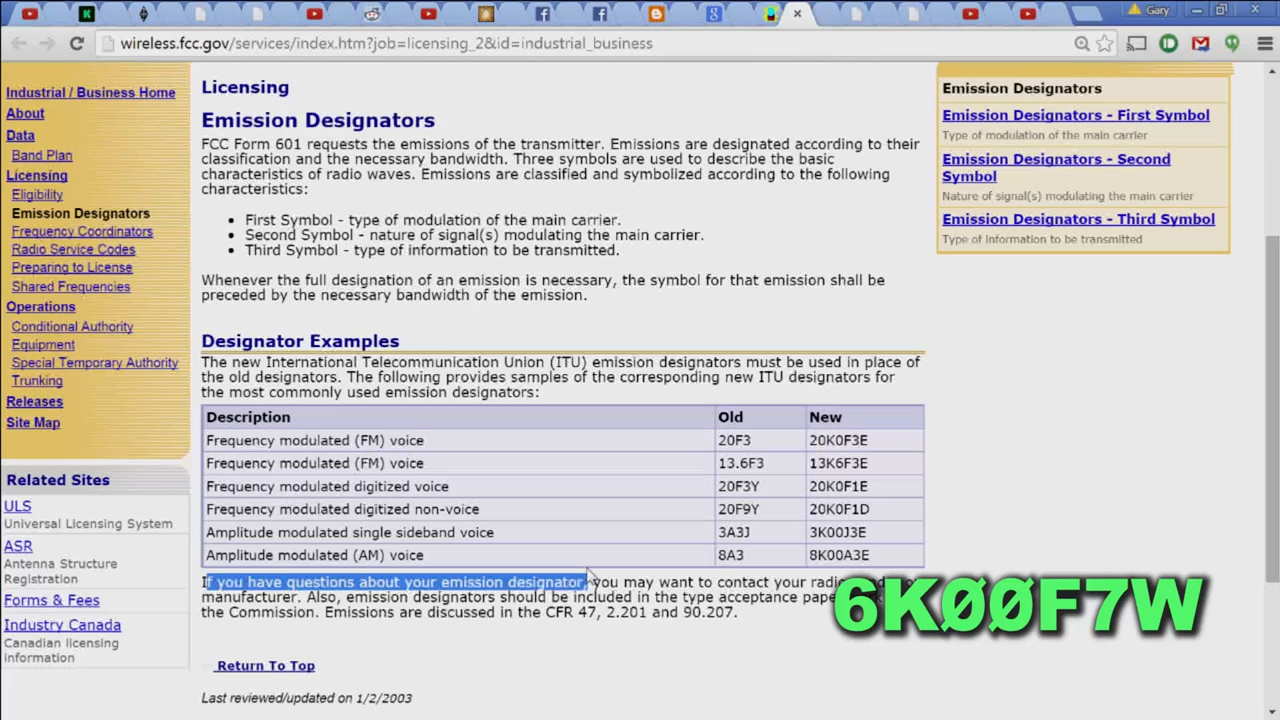 Gary
wireless.fcc.gov/services/index.htm?job=licensing_2&id=industrial_business
Industrial / Business Home
About
Data
Band Plan
Licensing
Eligibility
Emission Designators
Frequency Coordinators
Radio Service Codes
Preparing to License
Shared Frequencies
Operations
Conditional Authority
Equipment
Special Temporary Authority
Trunking
Releases
Site Map
Related Sites
ULS
Universal Licensing System
ASR
Antenna Structure
Registration
Forms & Fees
Industry Canada
Canadian licensing
information
Licensing
Emission Designators
FCC Form 601 requests the emissions of the transmitter. Emissions are designated according to their
classification and the necessary bandwidth. Three symbols are used to describe the basic
characteristics of radio waves. Emissions are classified and symbolized according to the following
characteristics:
• First Symbol - type of modulation of the main carrier.
• Second Symbol - nature of signal(s) modulating the main carrier.
• Third Symbol - type of information to be transmitted.
Whenever the full designation of an emission is necessary, the symbol for that emission shall be
preceded by the necessary bandwidth of the emission.
Designator Examples
The new International Telecommunication Union (ITU) emission designators must be used in place of
the old designators. The following provides samples of the corresponding new ITU designators for
the most commonly used emission designators:
Description Old New
Frequency modulated (FM) voice 20F3 20K0F3E
Frequency modulated (FM) voice 13.6F3 13K6F3E
Frequency modulated digitized voice 20F3Y 20K0F1E
Frequency modulated digitized non-voice 20F9Y 20K0F1D
Amplitude modulated single sideband voice 3A3J 3K00J3E
Amplitude modulated (AM) voice 8A3 8K00A3E
If you have questions about your emission designator, you may want to contact your
manufacturer. Also, emission designators should be included in the type acceptance
the Commission. Emissions are discussed in the CFR 47, 2.201 and 90.207.
Return To Top
Last reviewed/updated on 1/2/2003
Emission Designators
Emission Designators - First Symbol
Type of modulation of the main carrier
Emission Designators - Second
Symbol
Nature of signal(s) modulating the main carrier
Emission Designators - Third Symbol
Type of information to be transmitted
6KØØF7W